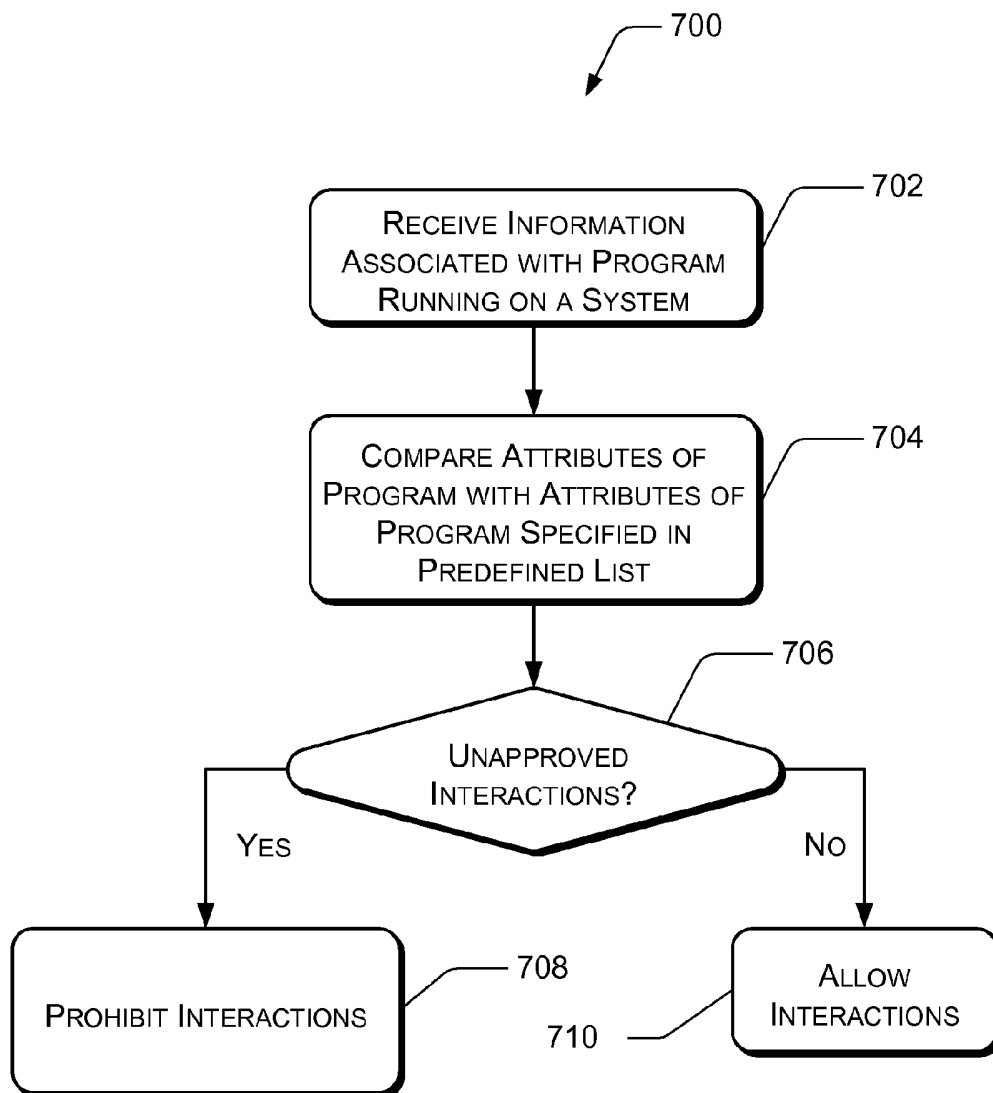 700
702
RECEIVE INFORMATION
ASSOCIATED WITH PROGRAM
RUNNING ON A SYSTEM
704
COMPARE ATTRIBUTES OF
PROGRAM WITH ATTRIBUTES OF
PROGRAM SPECIFIED IN
PREDEFINED LIST
706
UNAPPROVED
INTERACTIONS?
YES
NO
708
PROHIBIT INTERACTIONS
710
ALLOW
INTERACTIONS